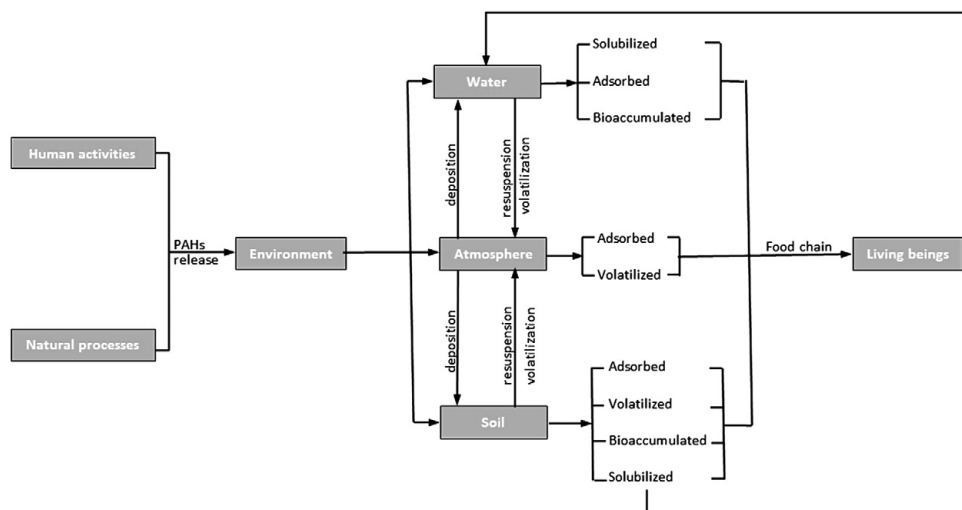 Human activities
Natural processes
PAHs
release
Environment
Water
Atmosphere
Soil
deposition
resuspension
volatilization
deposition
resuspension
volatilization
Solubilized
Adsorbed
Bioaccumulated
Adsorbed
Volatilized
Adsorbed
Volatilized
Bioaccumulated
Solubilized
Food chain
Living beings